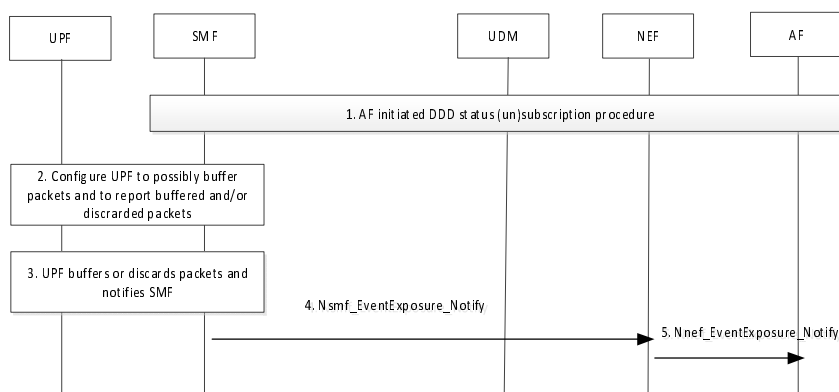 UPF
SMF
UDM
NEF
AF
1. AF initiated DDD status (un)subscription procedure
2. Configure UPF to possibly buffer
packets and to report buffered and/or
discrarded packets
3. UPF buffers or discards packets and
notifies SMF
4. Nsmf_EventExposure_Notify
5. Nnef_EventExposure_Notify